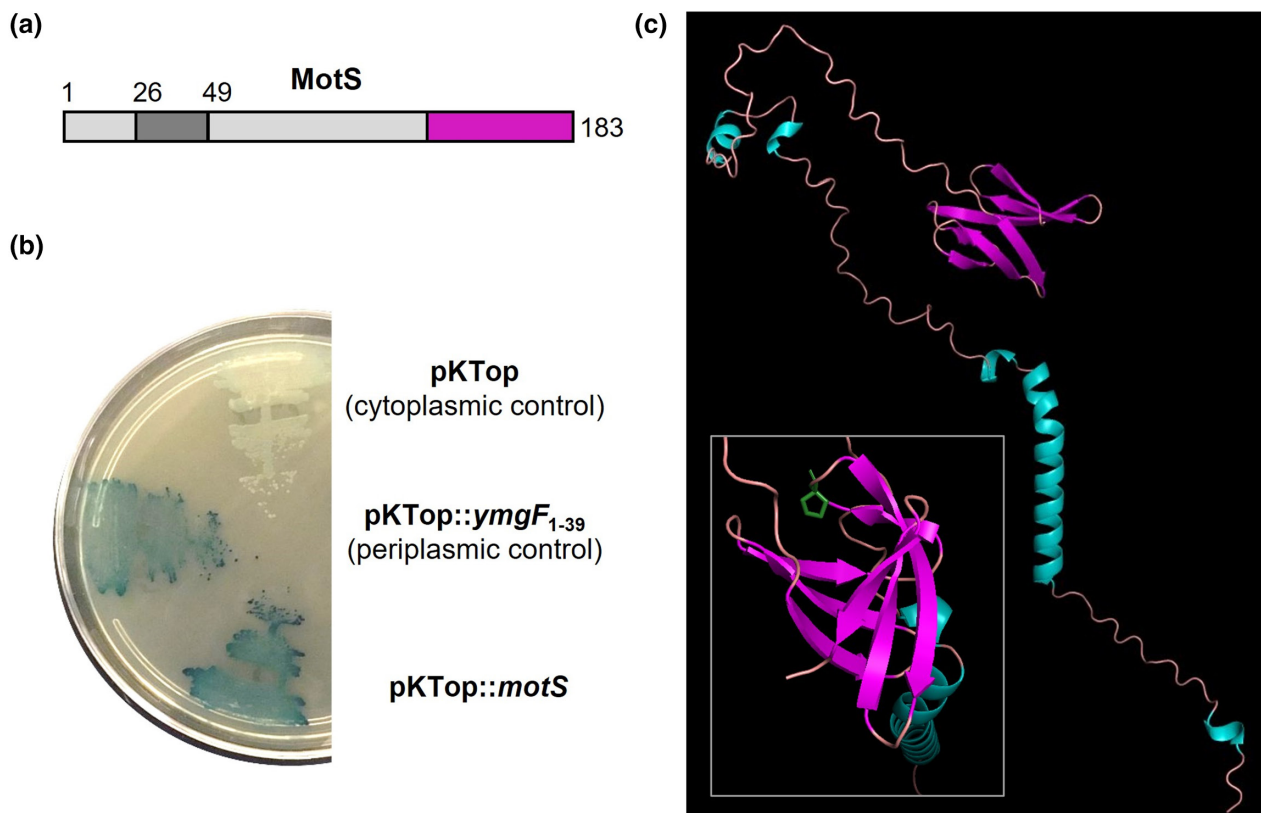 (a)
MotS
1 26 49
183
(b)
pKTop
(cytoplasmic control)
pKTop::ymgF1-39
(periplasmic control)
pKTop::motS
(c)